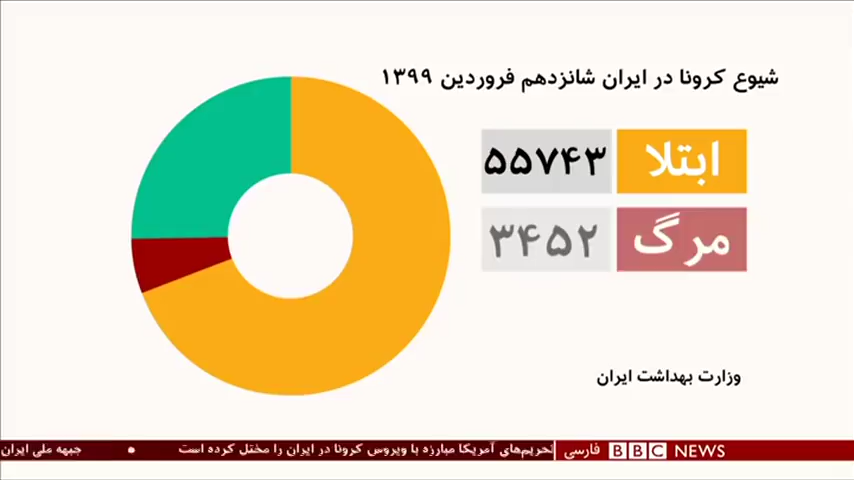 شیوع کرونا در ایران شانزدهم فروردین ۱۳۹۹
ابتلا ۵۵۷۴۳
مرگ ۳۴۵۲
وزارت بهداشت ایران
BBC NEWS فارسی
تحریم‌های آمریکا مبارزه با ویروس کرونا در ایران را مختل کرده است • جبهه ملی ایران